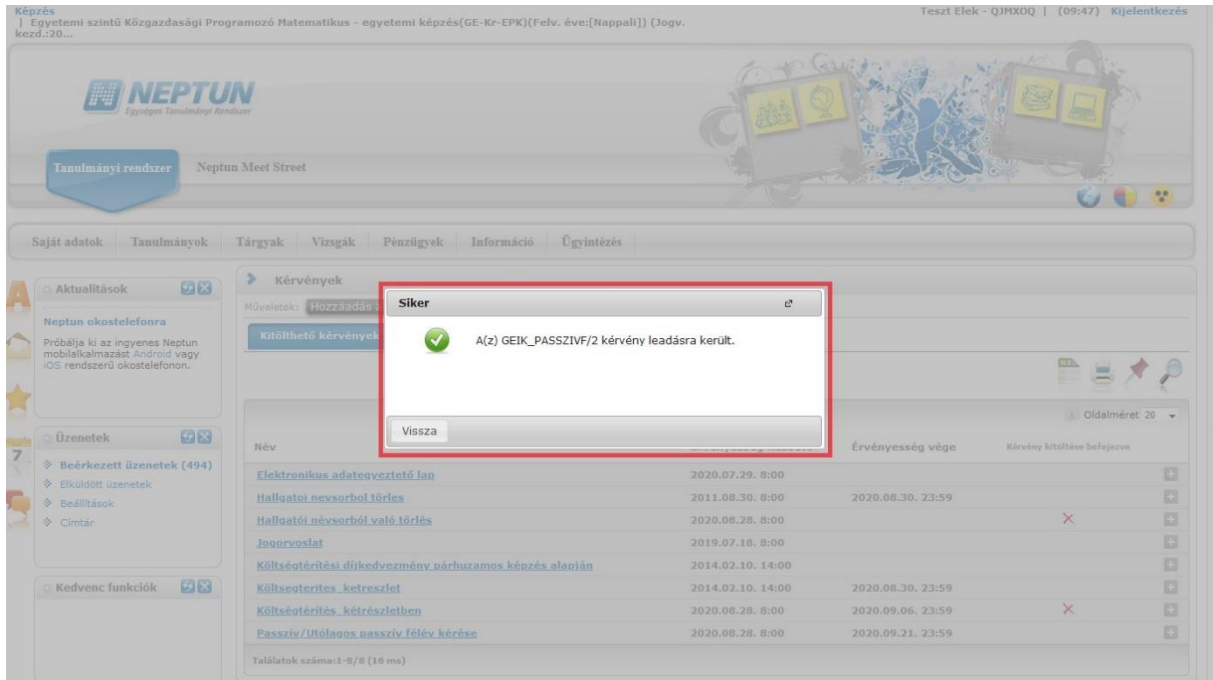 Képzés
| Egyetemi szintű Közgazdasági Programozó Matematikus - egyetemi képzés(GE-Kr-EPK)(Felv. éve:[Nappali]) (Jogv.
kezd.:20...
Teszt Elek - QJMXOQ | (09:47) Kijelentkezés
NEPTUN
Egységes Tanulmányi Rendszer
Tanulmányi rendszer Neptun Meet Street
Saját adatok Tanulmányok Tárgyak Vizsgák Pénzügyek Információ Ügyintézés
Aktualitások
Neptun okostelefonra
Próbálja ki az ingyenes Neptun
mobilalkalmazást Android vagy
iOS rendszerű okostelefonon.
Üzenetek
7
Beérkezett üzenetek (494)
Elküldött üzenetek
Beállítások
Címtár
Kedvenc funkciók
Kérvények
Műveletek: Hozzáadás
Kitölthető kérvények
Siker
A(z) GEIK_PASSZIVF/2 kérvény leadásra került.
Vissza
Oldalméret 20
Név Érvényesség vége Kérvény kitöltése befejezve
Elektronikus adategyeztető lap 2020.07.29. 8:00
Hallgatoi nevsorbol törles 2011.08.30. 8:00 2020.08.30. 23:59
Hallgatói névsorból való törlés 2020.08.28. 8:00
Jogorvoslat 2019.07.18. 8:00
Költségtérítési díjkedvezmény párhuzamos képzés alapján 2014.02.10. 14:00
Költsegterites_ketreszlet 2014.02.10. 14:00 2020.08.30. 23:59
Költségtérítés_kétrészletben 2020.08.28. 8:00 2020.09.06. 23:59
Passzív/Utólagos passzív félév kérése 2020.08.28. 8:00 2020.09.21. 23:59
Találatok száma:1-8/8 (16 ms)